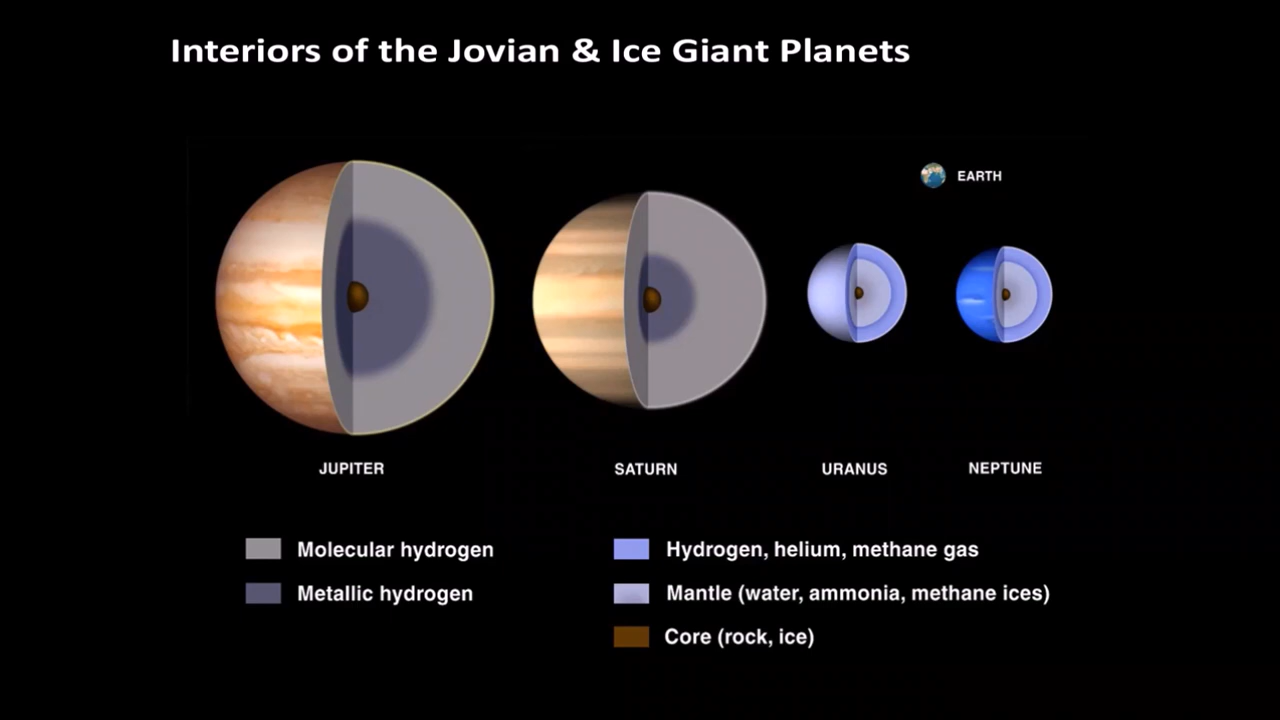 Interiors of the Jovian & Ice Giant Planets
EARTH
JUPITER
SATURN
URANUS
NEPTUNE
Molecular hydrogen
Metallic hydrogen
Hydrogen, helium, methane gas
Mantle (water, ammonia, methane ices)
Core (rock, ice)